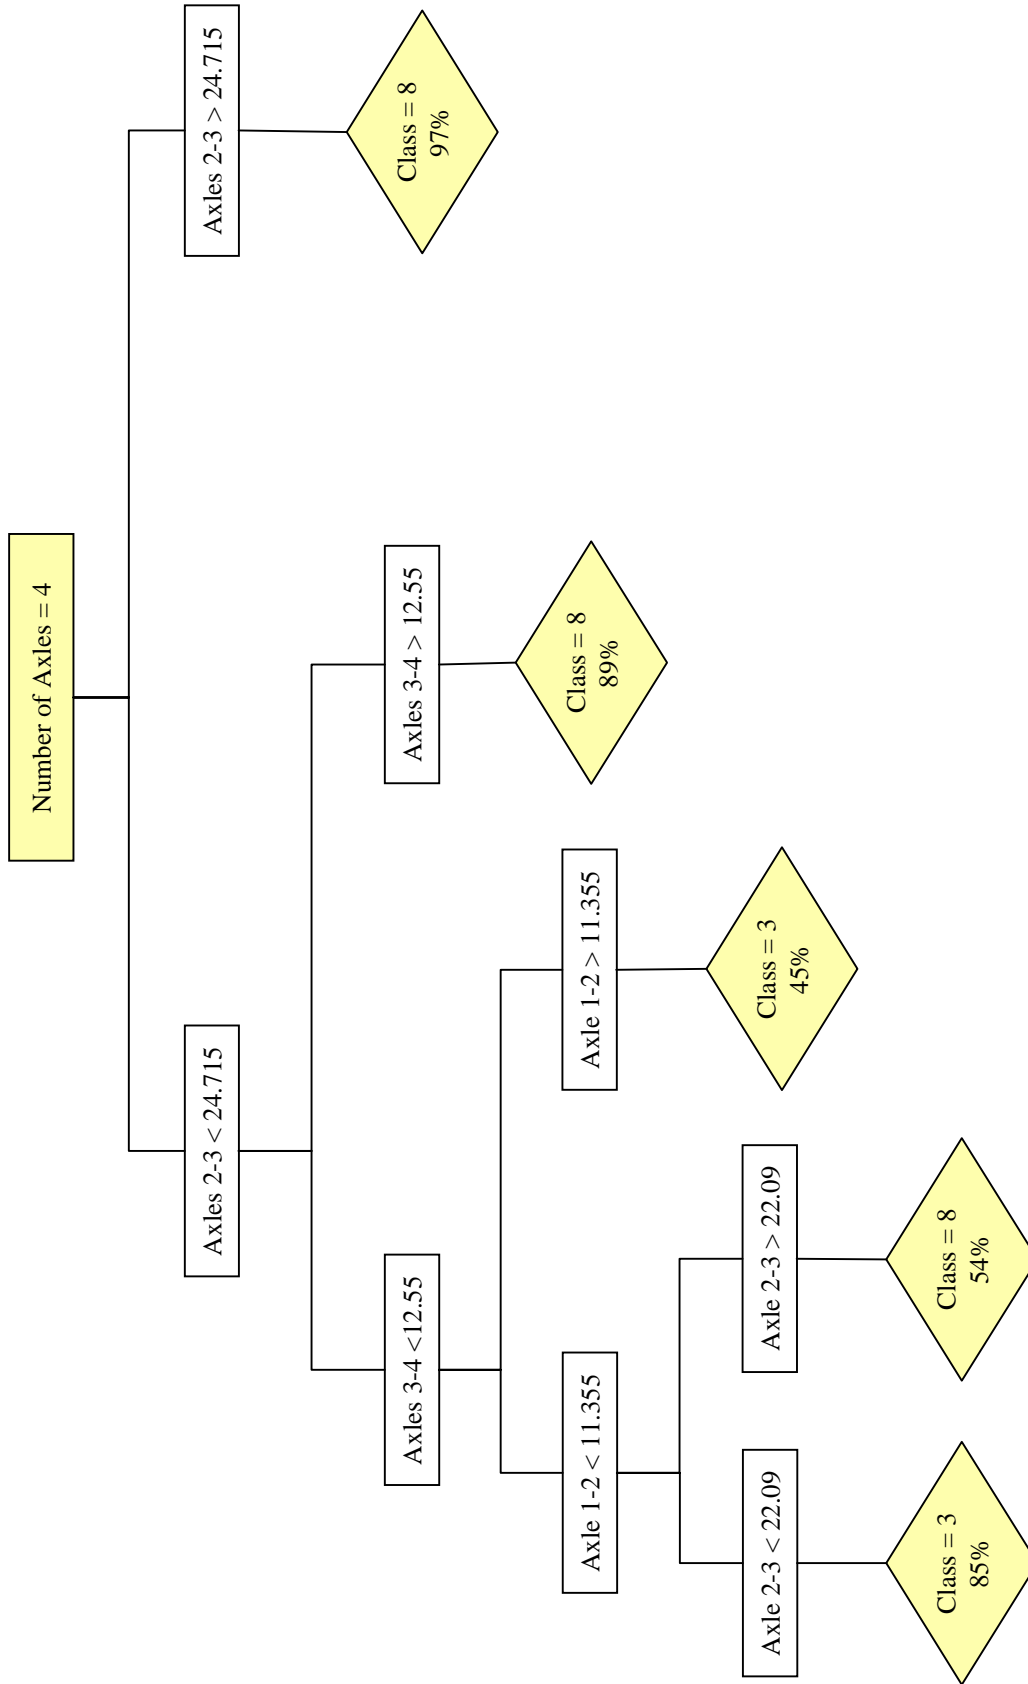 Number of Axles = 4
Axles 2-3 < 24.715
Axles 2-3 > 24.715
Class = 8
97%
Axles 3-4 <12.55
Axles 3-4 > 12.55
Class = 8
89%
Axle 1-2 < 11.355
Axle 1-2 > 11.355
Class = 3
45%
Axle 2-3 < 22.09
Axle 2-3 > 22.09
Class = 3
85%
Class = 8
54%